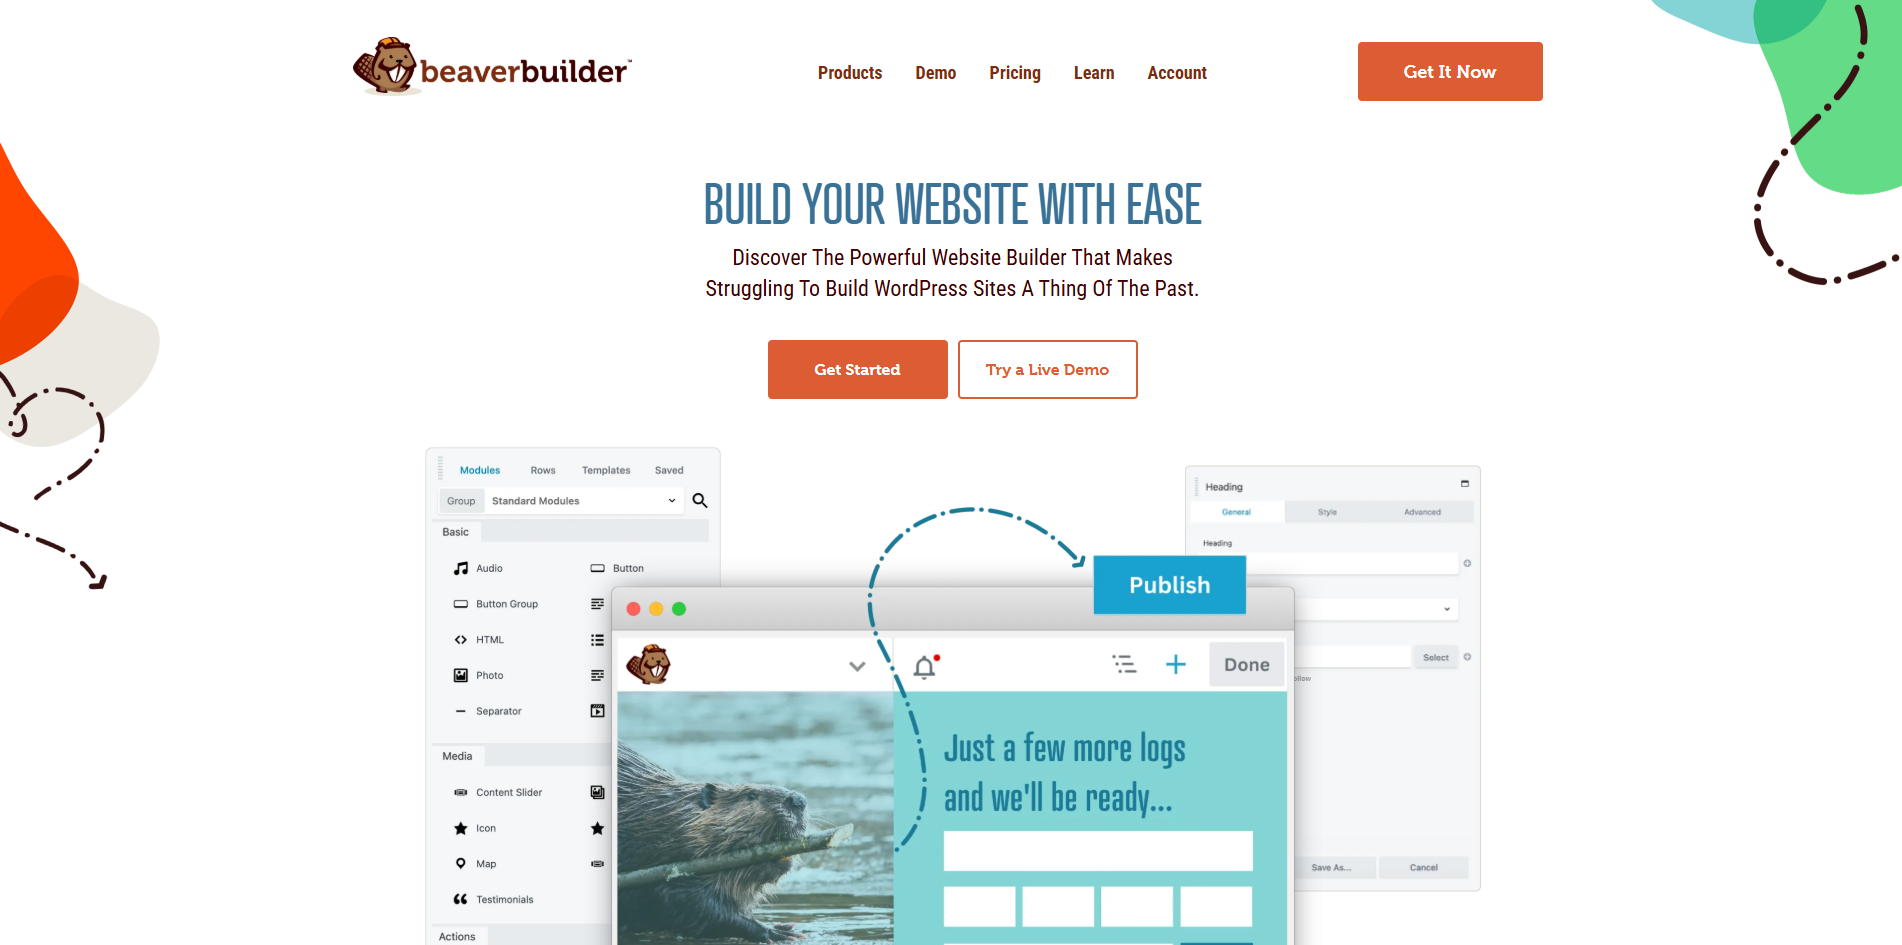 beaverbuilder™
Products Demo Pricing Learn Account
Get It Now
BUILD YOUR WEBSITE WITH EASE
Discover The Powerful Website Builder That Makes
Struggling To Build WordPress Sites A Thing Of The Past.
Get Started
Try a Live Demo
Modules Rows Templates Saved
Group Standard Modules
Basic
Audio Button
Button Group
HTML
Photo
Separator
Media
Content Slider
Icon
Map
Testimonials
Actions
Heading
General Style Advanced
Heading
Publish
Select
ollow
Done
Just a few more logs
and we'll be ready...
Save As... Cancel